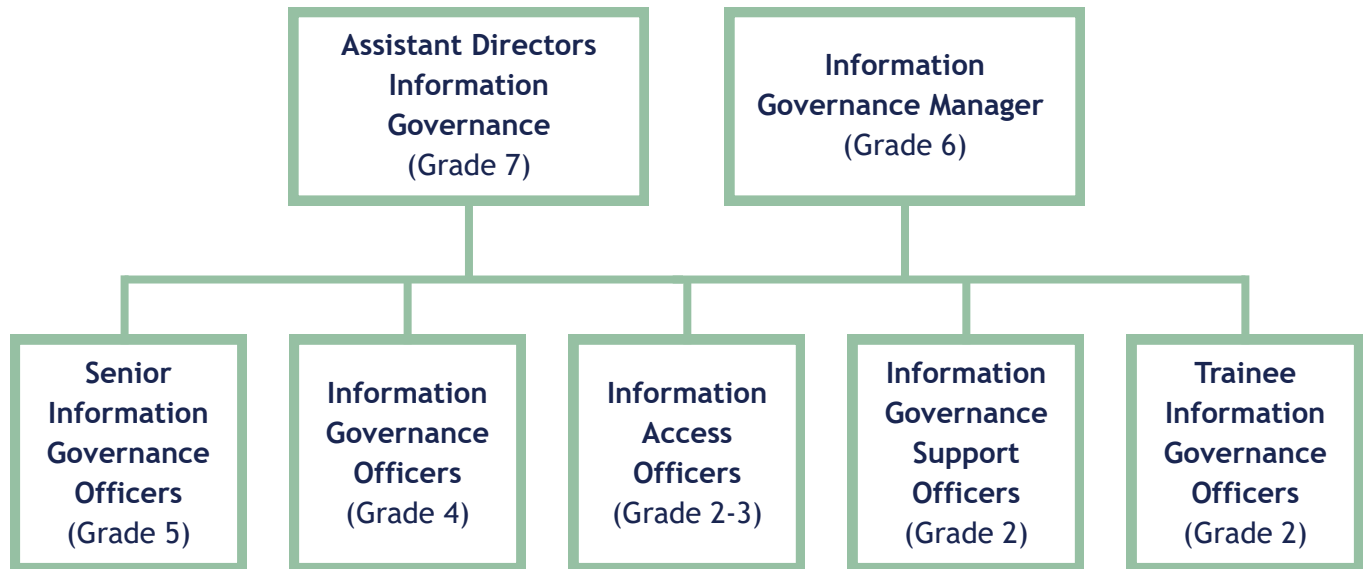 Assistant Directors
Information
Governance
(Grade 7)
Information
Governance Manager
(Grade 6)
Senior
Information
Governance
Officers
(Grade 5)
Information
Governance
Officers
(Grade 4)
Information
Access
Officers
(Grade 2-3)
Information
Governance
Support
Officers
(Grade 2)
Trainee
Information
Governance
Officers
(Grade 2)